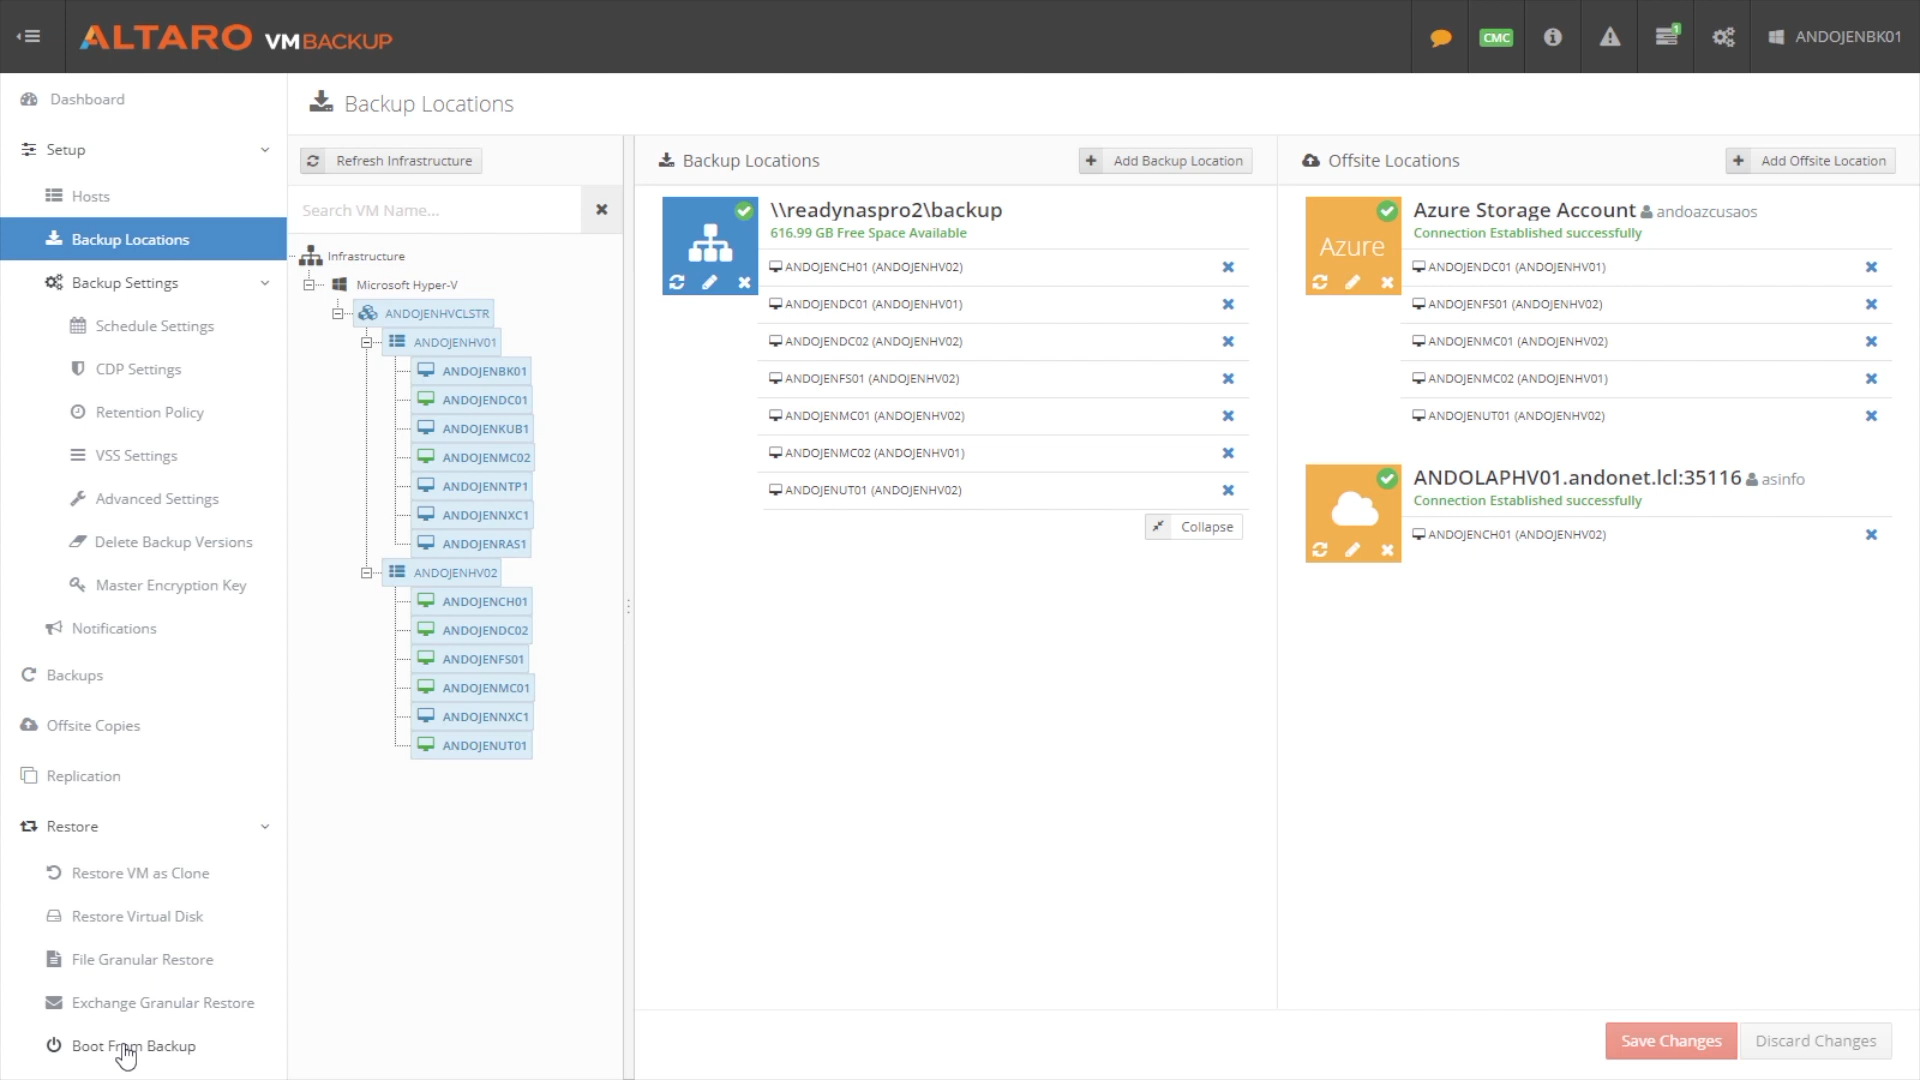 ALTARO VMBACKUP
CMC
1
ANDOJENBK01
Dashboard
Setup
Hosts
Backup Locations
Backup Settings
Schedule Settings
CDP Settings
Retention Policy
VSS Settings
Advanced Settings
Delete Backup Versions
Master Encryption Key
Notifications
Backups
Offsite Copies
Replication
Restore
Restore VM as Clone
Restore Virtual Disk
File Granular Restore
Exchange Granular Restore
Boot From Backup
Backup Locations
Refresh Infrastructure
Search VM Name...
Infrastructure
Microsoft Hyper-V
ANDOJENHVCLSTR
ANDOJENHV01
ANDOJENBK01
ANDOJENDC01
ANDOJENKUB1
ANDOJENMC02
ANDOJENNTP1
ANDOJENNXC1
ANDOJENRAS1
ANDOJENHV02
ANDOJENCH01
ANDOJENDC02
ANDOJENFS01
ANDOJENMC01
ANDOJENNXC1
ANDOJENUT01
Backup Locations
Add Backup Location
\\readynaspro2\backup
616.99 GB Free Space Available
ANDOJENCH01 (ANDOJENHV02)
ANDOJENDC01 (ANDOJENHV01)
ANDOJENDC02 (ANDOJENHV02)
ANDOJENFS01 (ANDOJENHV02)
ANDOJENMC01 (ANDOJENHV02)
ANDOJENMC02 (ANDOJENHV01)
ANDOJENUT01 (ANDOJENHV02)
Collapse
Offsite Locations
Add Offsite Location
Azure
Azure Storage Account andoazcusaos
Connection Established successfully
ANDOJENDC01 (ANDOJENHV01)
ANDOJENFS01 (ANDOJENHV02)
ANDOJENMC01 (ANDOJENHV02)
ANDOJENMC02 (ANDOJENHV01)
ANDOJENUT01 (ANDOJENHV02)
ANDOLAPHV01.andonet.lcl:35116 asinfo
Connection Established successfully
ANDOJENCH01 (ANDOJENHV02)
Save Changes
Discard Changes